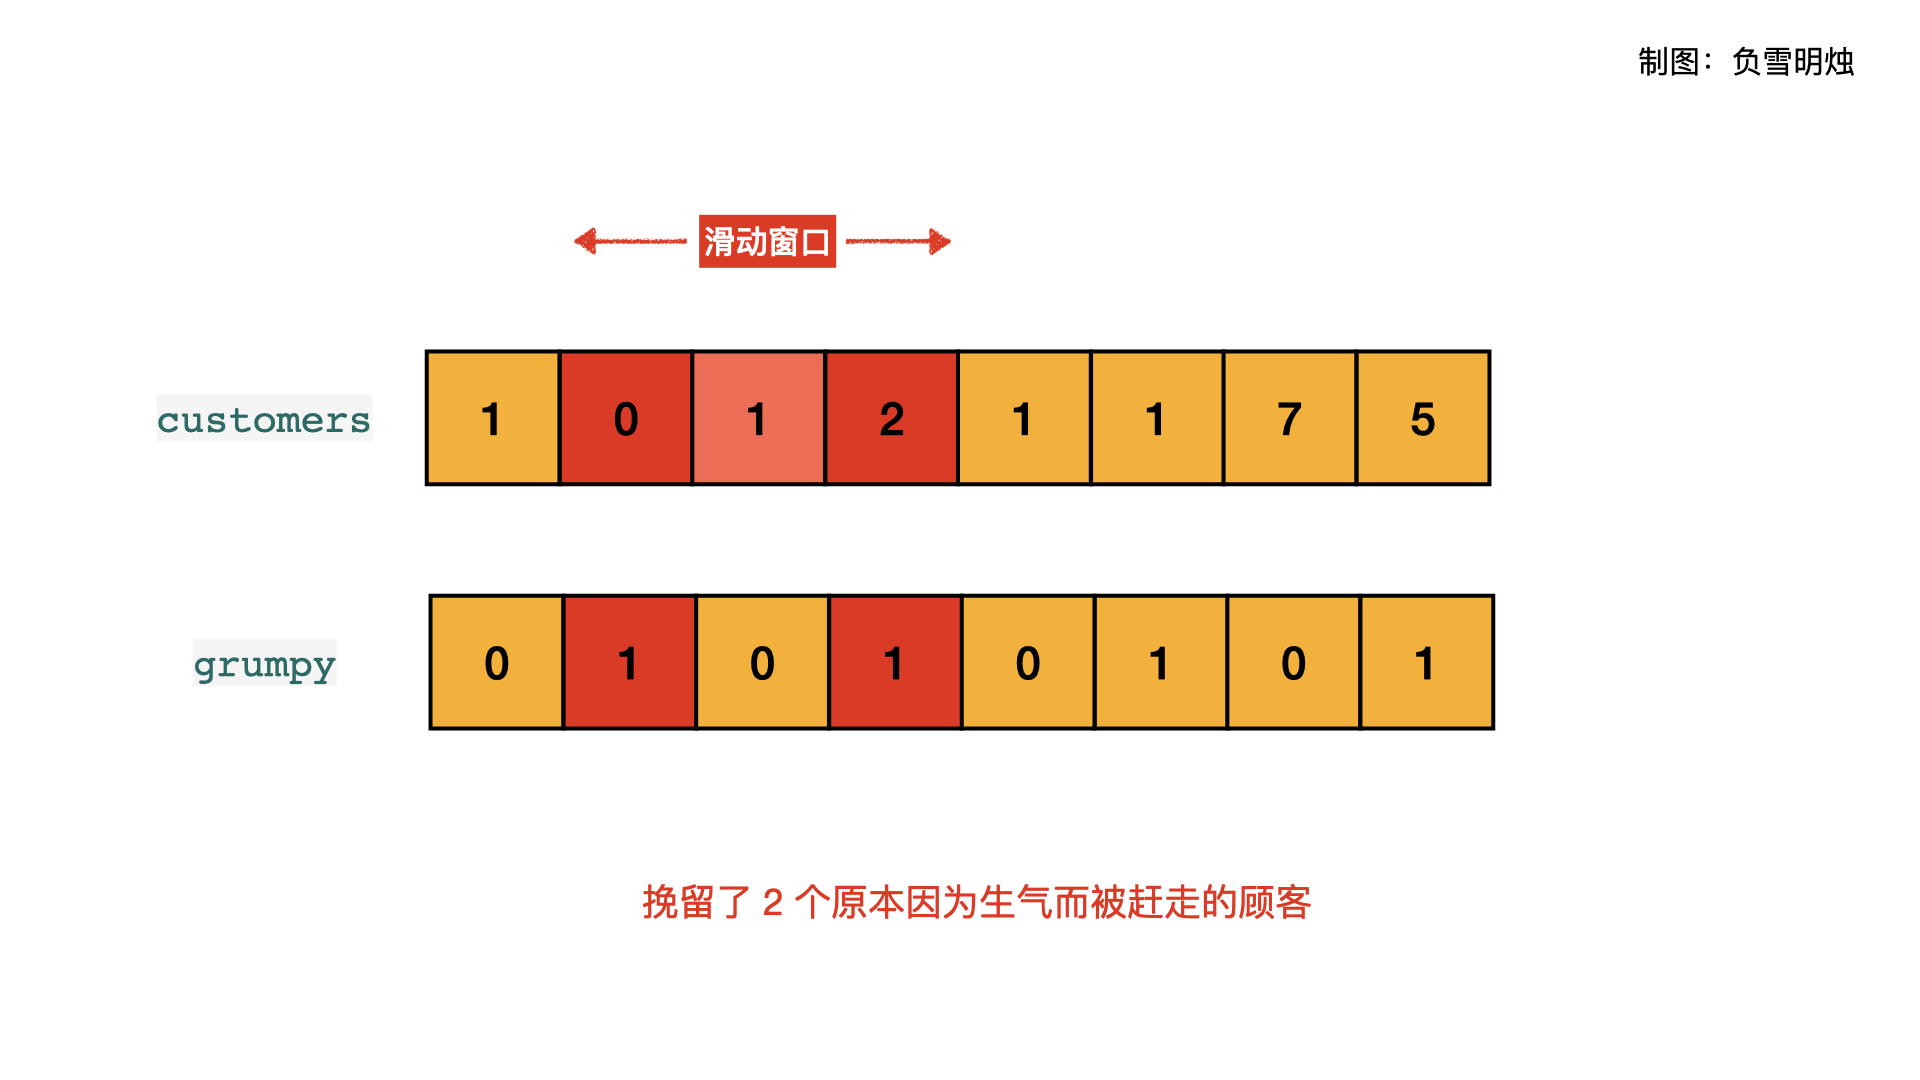 制图：负雪明烛
滑动窗口
customers 1 0 1 2 1 1 7 5
grumpy 0 1 0 1 0 1 0 1
挽留了 2 个原本因为生气而被赶走的顾客